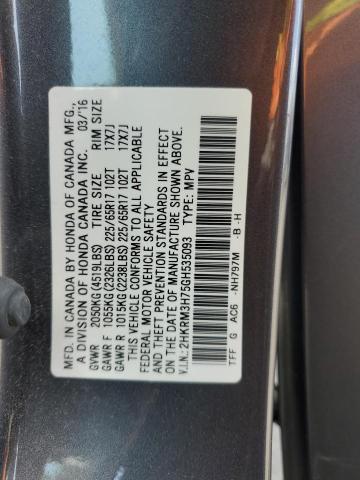 MFD. IN CANADA BY HONDA OF CANADA MFG.,
A DIVISION OF HONDA CANADA INC. 03/'16
GVWR 2050KG (4519LBS) TIRE SIZE RIM SIZE
GAWR F 1055KG (2326LBS) 225/65R17 102T 17X7J
GAWR R 1015KG (2238LBS) 225/65R17 102T 17X7J
THIS VEHICLE CONFORMS TO ALL APPLICABLE
FEDERAL MOTOR VEHICLE SAFETY
AND THEFT PREVENTION STANDARDS IN EFFECT
ON THE DATE OF MANUFACTURE SHOWN ABOVE.
V.I.N.: 2HKRM3H75GH535093 TYPE: MPV
TFF G AC6 -NH797M -B -H